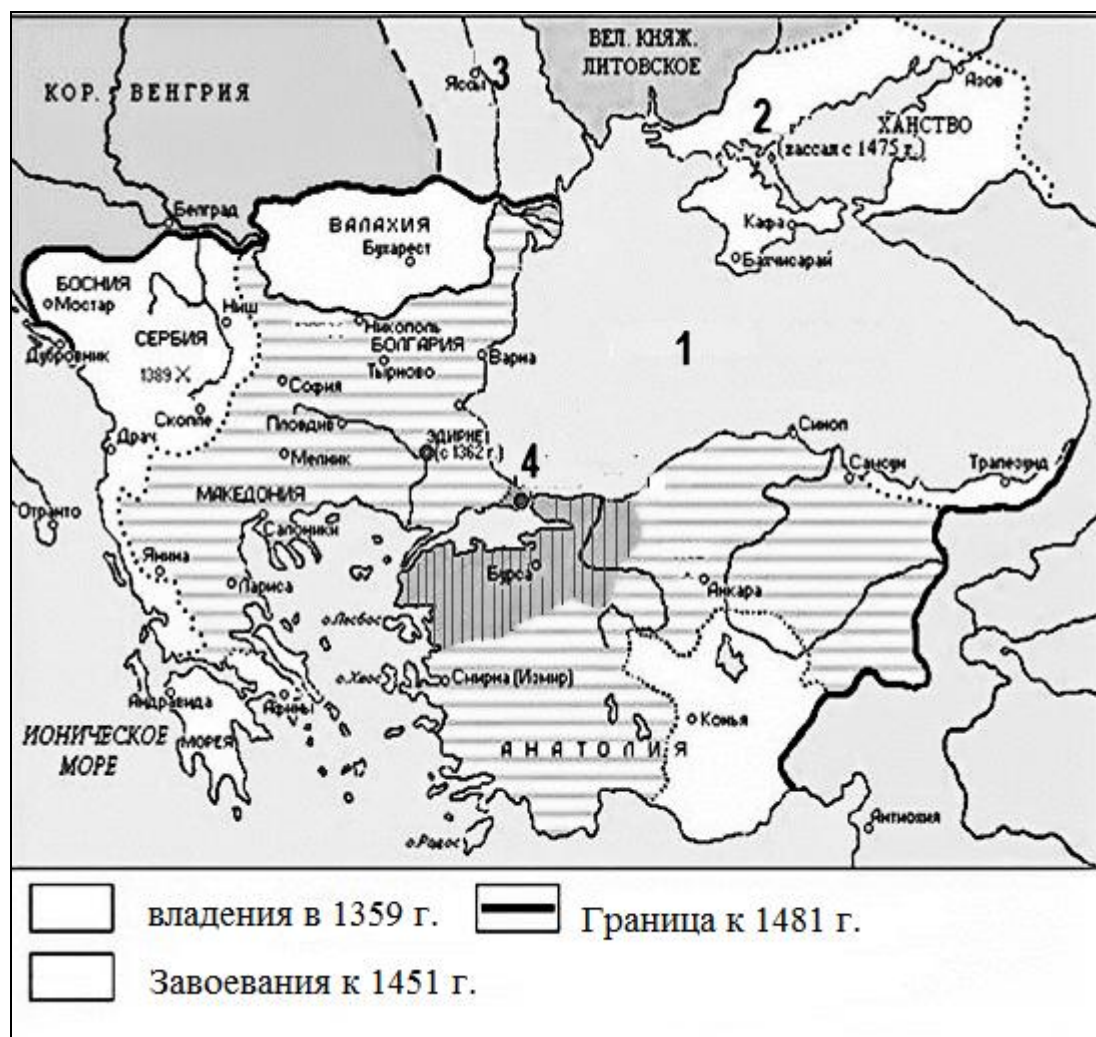 ВЕЛ. КНЯЖ.
ЛИТОВСКОЕ
КОР. ВЕНГРИЯ
3
Яссы
Азов
2
ХАНСТВО
(вассал с 1475 г.)
Белград
ВАЛАХИЯ
Бухарест
Кафа
Бахчисарай
БОСНИЯ
Мостар
Ниш
СЕРБИЯ
Никополь
БОЛГАРИЯ
Тырново
Варна
1
Дубровник
1389 X
София
Скопле
Пловдив
ЭДИРНЕ
(с 1362 г.)
4
Синоп
Самсун
Трапезунд
Драч
Мелник
МАКЕДОНИЯ
Салоники
Отранто
Янина
Лариса
Бурса
Анкара
о.Лесбос
о.Хиос
Смирна (Измир)
Андравида
Афины
МОРЕЯ
ИОНИЧЕСКОЕ
МОРЕ
Конья
АНАТОЛИЯ
о.Родос
Антиохия
владения в 1359 г.
Граница к 1481 г.
Завоевания к 1451 г.